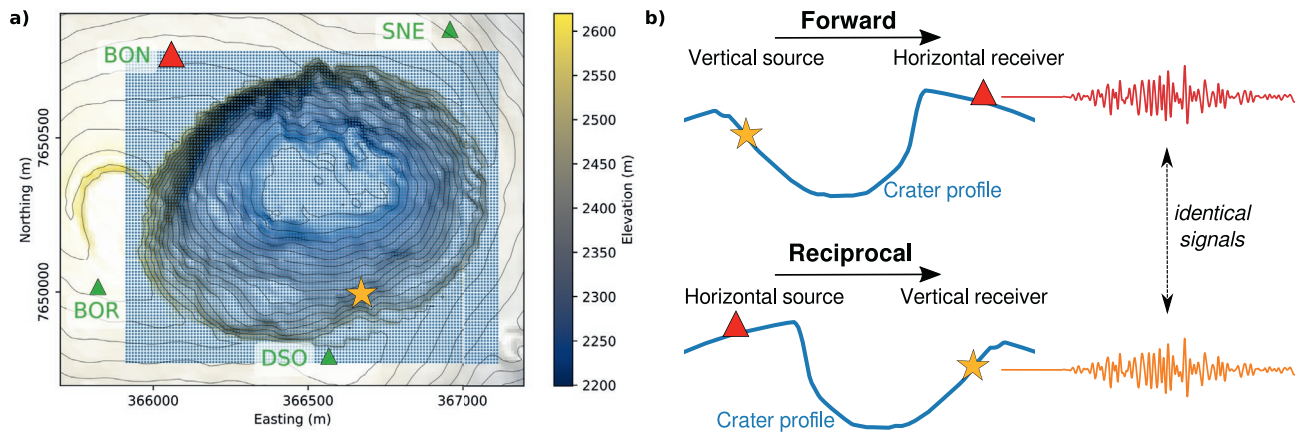 a)
SNE
BON
BOR
DSO
7650500
7650000
Northing (m)
366000
366500
367000
Easting (m)
2600
2550
2500
2450
2400
2350
2300
2250
2200
Elevation (m)
b)
Forward
Vertical source
Horizontal receiver
Crater profile
identical
signals
Reciprocal
Horizontal source
Vertical receiver
Crater profile